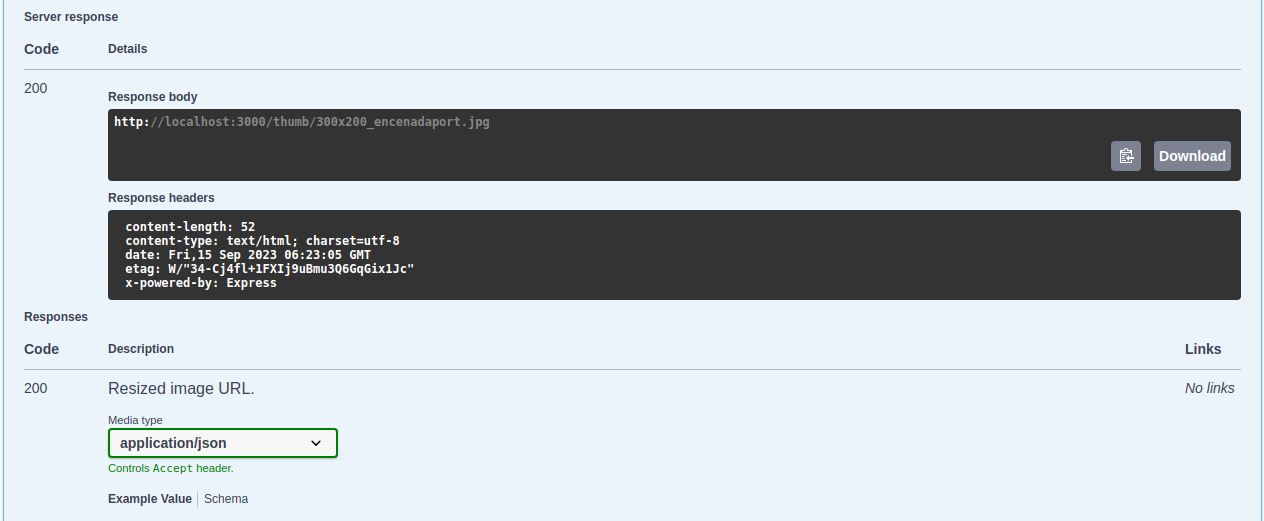 Server response
Code Details
200
Response body
http://localhost:3000/thumb/300x200_encenadaport.jpg
Download
Response headers
content-length: 52
content-type: text/html; charset=utf-8
date: Fri,15 Sep 2023 06:23:05 GMT
etag: W/"34-Cj4fl+1FXIj9uBmu3Q6GqGix1Jc"
x-powered-by: Express
Responses
Code Description Links
200 Resized image URL. No links
Media type
application/json
Controls Accept header.
Example Value Schema